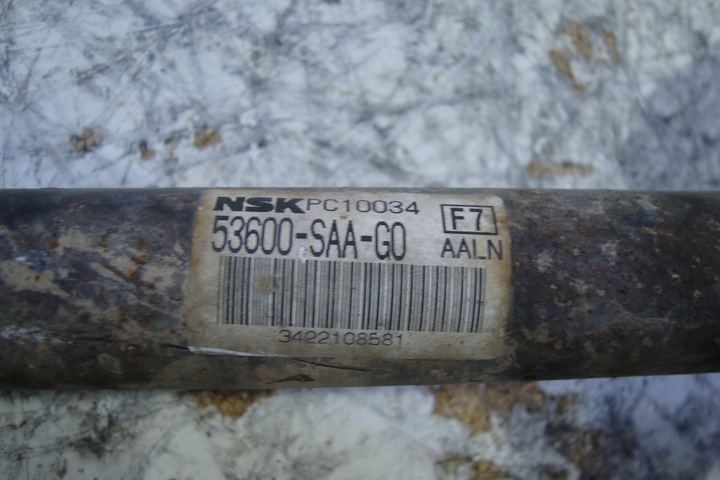 NSK PC10034 F7
53600-SAA-G0 AALN
3422108581